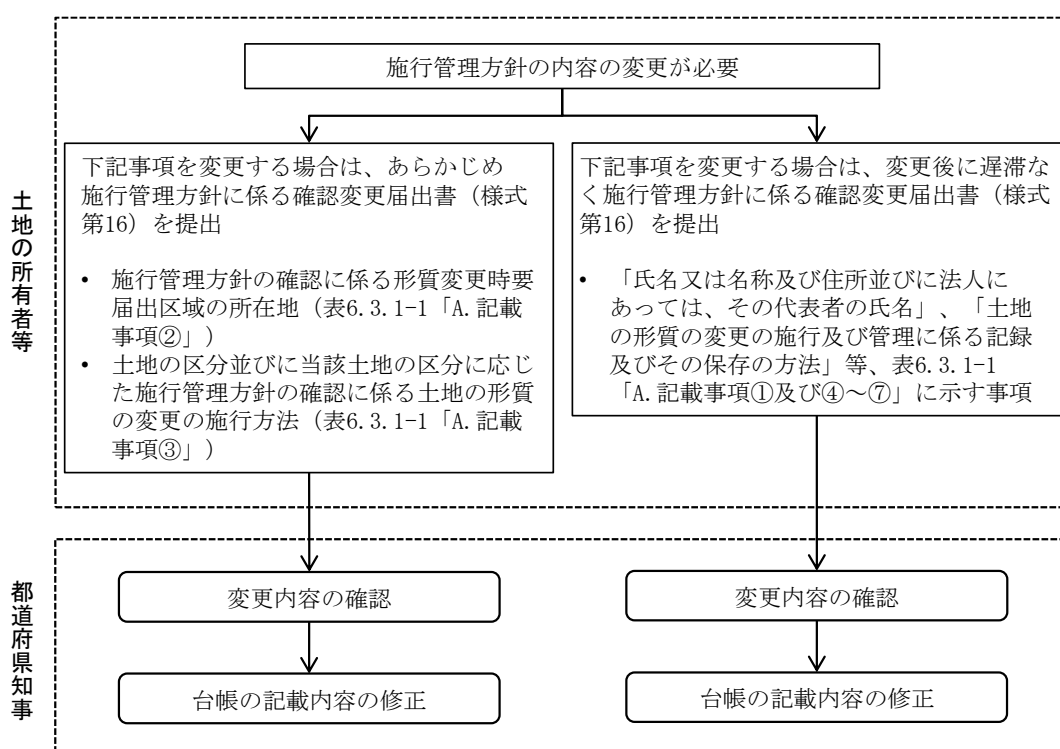 土地の所有者等
施行管理方針の内容の変更が必要
下記事項を変更する場合は、あらかじめ
施行管理方針に係る確認変更届出書（様式
第16）を提出
• 施行管理方針の確認に係る形質変更時要
届出区域の所在地（表6.3.1-1「A.記載
事項②」）
• 土地の区分並びに当該土地の区分に応じ
た施行管理方針の確認に係る土地の形質
の変更の施行方法（表6.3.1-1「A.記載
事項③」）
下記事項を変更する場合は、変更後に遅滞な
く施行管理方針に係る確認変更届出書（様式
第16）を提出
• 「氏名又は名称及び住所並びに法人に
あっては、その代表者の氏名」、「土地
の形質の変更の施行及び管理に係る記録
及びその保存の方法」等、表6.3.1-1
「A.記載事項①及び④～⑦」に示す事項
都道府県知事
変更内容の確認
台帳の記載内容の修正
変更内容の確認
台帳の記載内容の修正